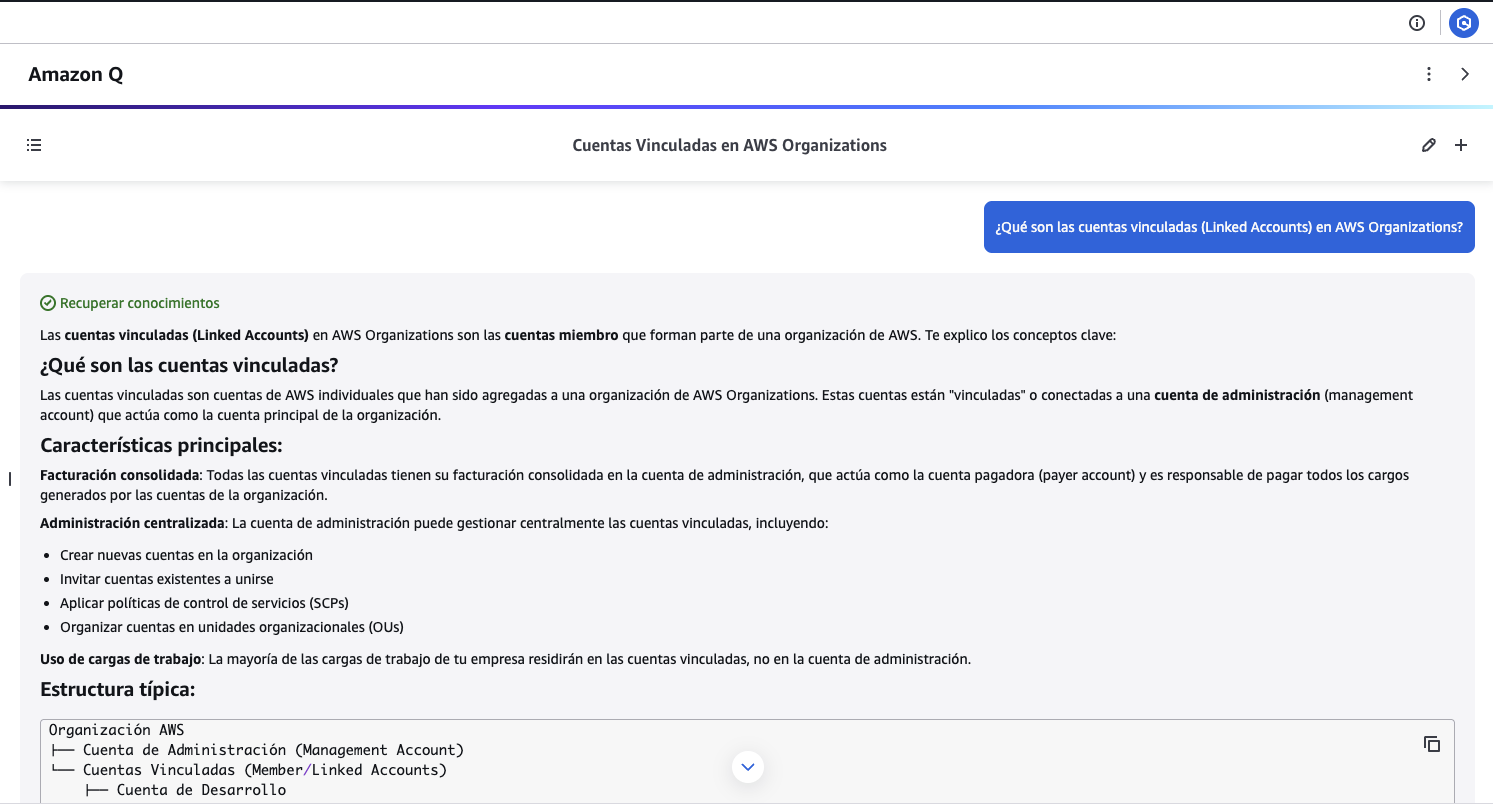 Amazon Q
Cuentas Vinculadas en AWS Organizations
¿Qué son las cuentas vinculadas (Linked Accounts) en AWS Organizations?
Recuperar conocimientos
Las cuentas vinculadas (Linked Accounts) en AWS Organizations son las cuentas miembro que forman parte de una organización de AWS. Te explico los conceptos clave:
¿Qué son las cuentas vinculadas?
Las cuentas vinculadas son cuentas de AWS individuales que han sido agregadas a una organización de AWS Organizations. Estas cuentas están "vinculadas" o conectadas a una cuenta de administración (management
account) que actúa como la cuenta principal de la organización.
Características principales:
Facturación consolidada: Todas las cuentas vinculadas tienen su facturación consolidada en la cuenta de administración, que actúa como la cuenta pagadora (payer account) y es responsable de pagar todos los cargos
generados por las cuentas de la organización.
Administración centralizada: La cuenta de administración puede gestionar centralmente las cuentas vinculadas, incluyendo:
• Crear nuevas cuentas en la organización
• Invitar cuentas existentes a unirse
• Aplicar políticas de control de servicios (SCPs)
• Organizar cuentas en unidades organizacionales (OUs)
Uso de cargas de trabajo: La mayoría de las cargas de trabajo de tu empresa residirán en las cuentas vinculadas, no en la cuenta de administración.
Estructura típica:
Organización AWS
├── Cuenta de Administración (Management Account)
└── Cuentas Vinculadas (Member/Linked Accounts)
    ├── Cuenta de Desarrollo